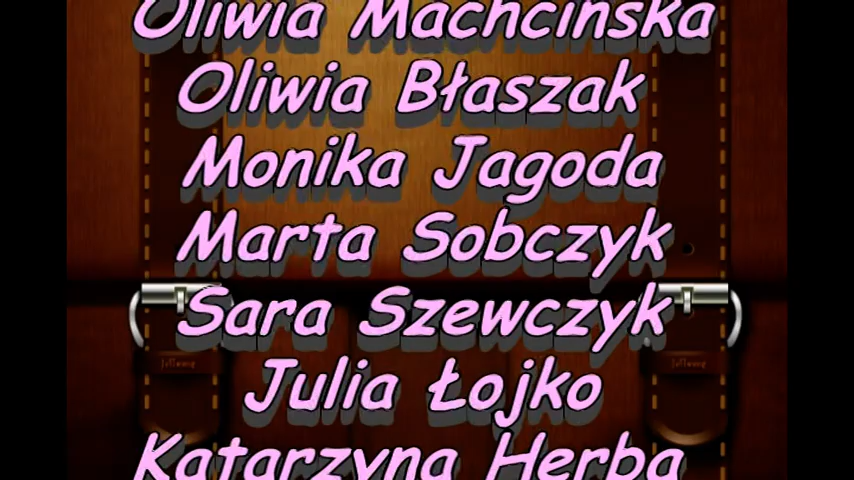 Oliwia Machcińska
Oliwia Błaszak
Monika Jagoda
Marta Sobczyk
Sara Szewczyk
Julia Łojko
Katarzyna Herba